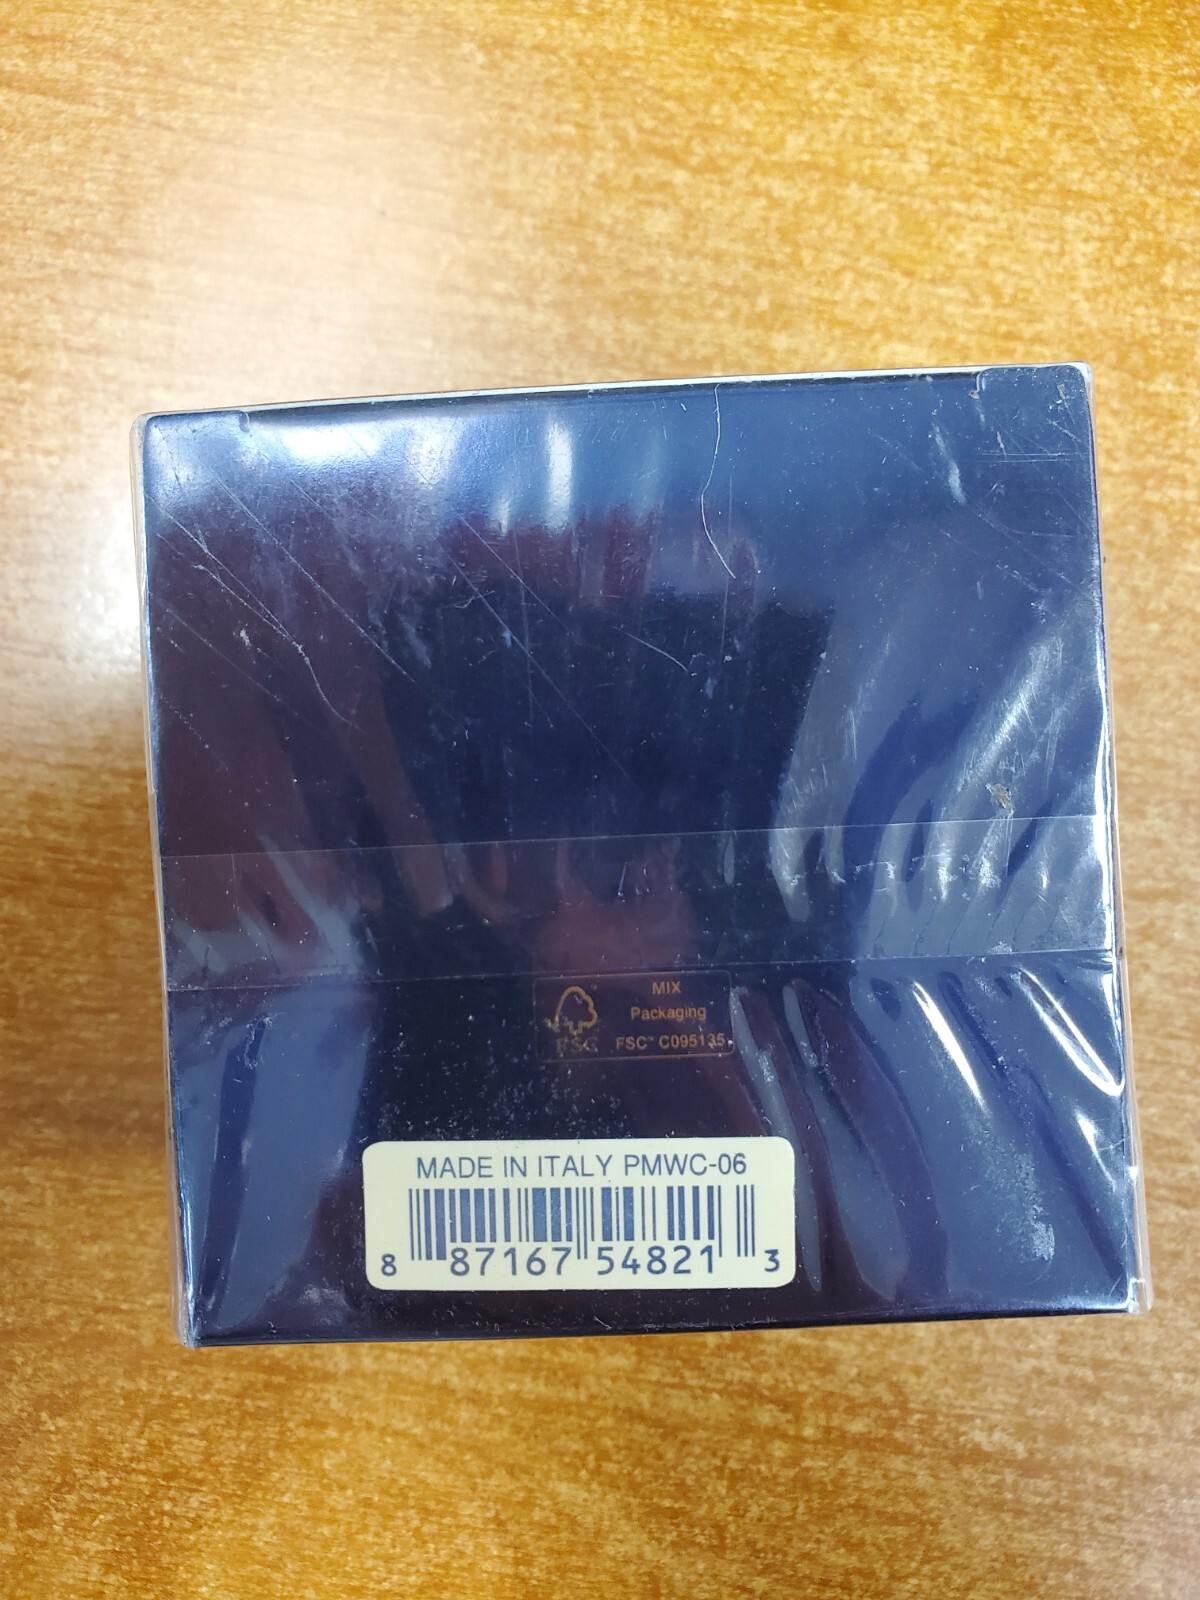 MIX
Packaging
FSC™ C095135
FSC
MADE IN ITALY PMWC-06
8 87167 54821 3